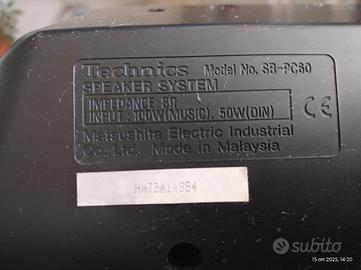 Technics Model No. SB-PC60
SPEAKER SYSTEM
IMPEDANCE: 8Ω
INPUT : 100W(MUSIC), 50W(DIN)
Matsushita Electric Industrial
Co., Ltd. Made in Malaysia
CE
HW7BA14884
subito
15 ott 2025, 14:20